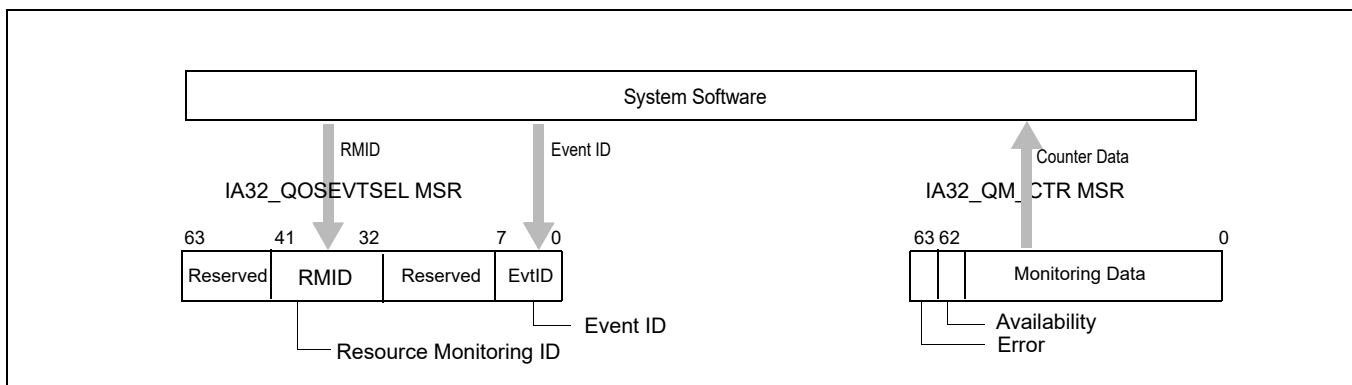 System Software
RMID
Event ID
Counter Data
IA32_QOSEVTSEL MSR
IA32_QM_CTR MSR
63 41 32 7 0
63 62 0
Reserved RMID Reserved EvtID
Monitoring Data
Event ID
Resource Monitoring ID
Availability
Error